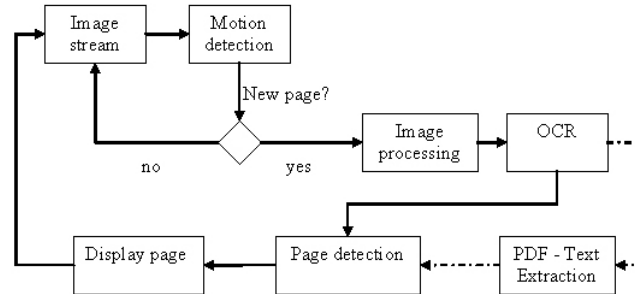 Image
stream
Motion
detection
New page?
no
yes
Image
processing
OCR
Display page
Page detection
PDF - Text
Extraction